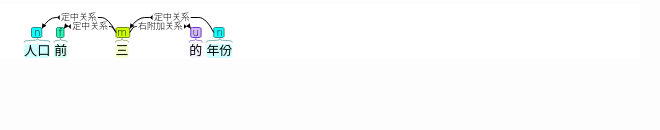 定中关系 定中关系
定中关系 右附加关系
n f m u n
人口 前 三 的 年份